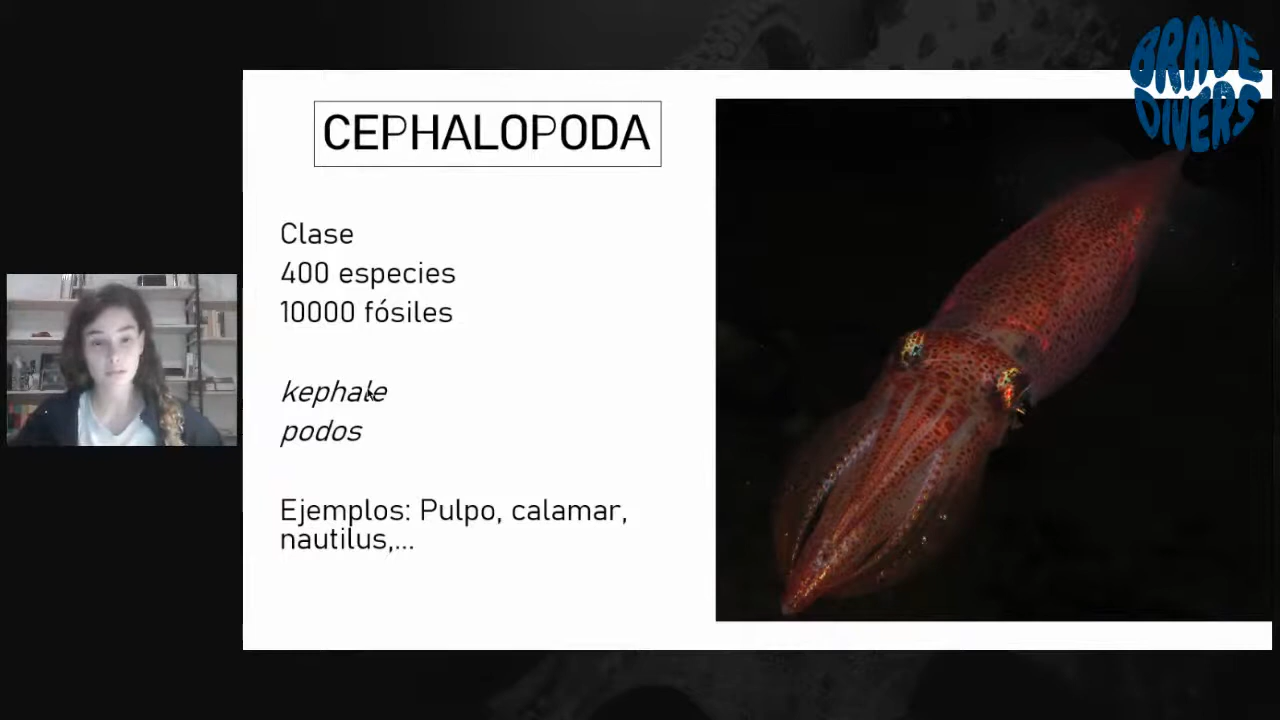 BRAVE
DIVERS
CEPHALOPODA
Clase
400 especies
10000 fósiles
kephale
podos
Ejemplos: Pulpo, calamar,
nautilus,...